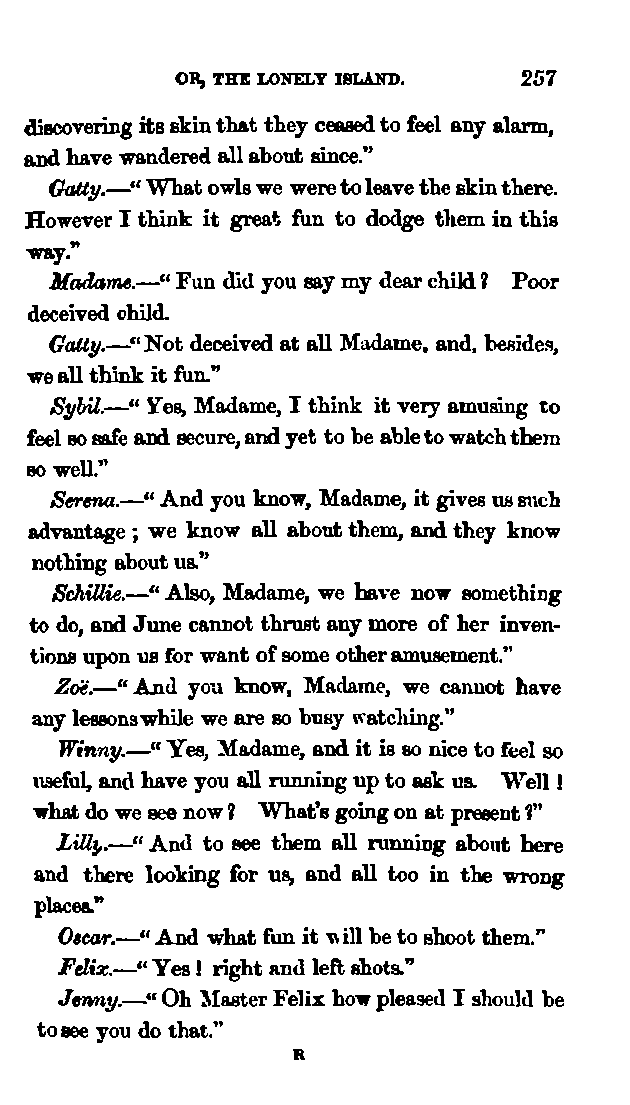 OR, THE LONELY ISLAND. 257
discovering its skin that they ceased to feel any alarm,
and have wandered all about since."
Gatty.—"What owls we were to leave the skin there.
However I think it great fun to dodge them in this
way."
Madame.—"Fun did you say my dear child? Poor
deceived child.
Gatty.—"Not deceived at all Madame, and, besides,
we all think it fun."
Sybil.—"Yes, Madame, I think it very amusing to
feel so safe and secure, and yet to be able to watch them
so well."
Serena.—"And you know, Madame, it gives us such
advantage; we know all about them, and they know
nothing about us."
Schillie.—"Also, Madame, we have now something
to do, and June cannot thrust any more of her inven-
tions upon us for want of some other amusement."
Zoë.—"And you know, Madame, we cannot have
any lessons while we are so busy watching."
Winny.—"Yes, Madame, and it is so nice to feel so
useful, and have you all running up to ask us. Well!
what do we see now? What's going on at present?"
Lilly.—"And to see them all running about here
and there looking for us, and all too in the wrong
places."
Oscar.—"And what fun it will be to shoot them."
Felix.—"Yes! right and left shots."
Jenny.—"Oh Master Felix how pleased I should be
to see you do that."
R